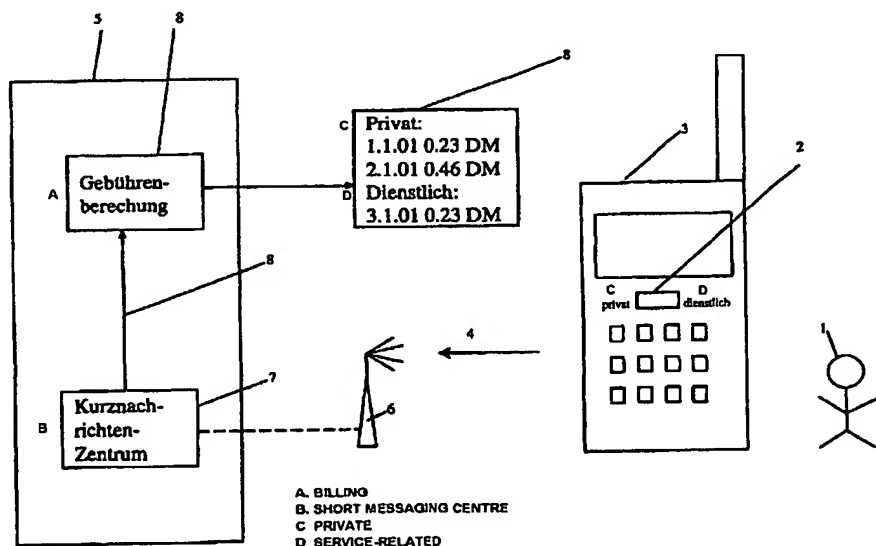 5
8
8
A
Gebühren-
berechung
C
Privat:
1.1.01 0.23 DM
2.1.01 0.46 DM
D
Dienstlich:
3.1.01 0.23 DM
3
2
C
D
privat
dienstlich
8
4
1
B
Kurznach-
richten-
Zentrum
7
6
A. BILLING
B. SHORT MESSAGING CENTRE
C PRIVATE
D SERVICE-RELATED